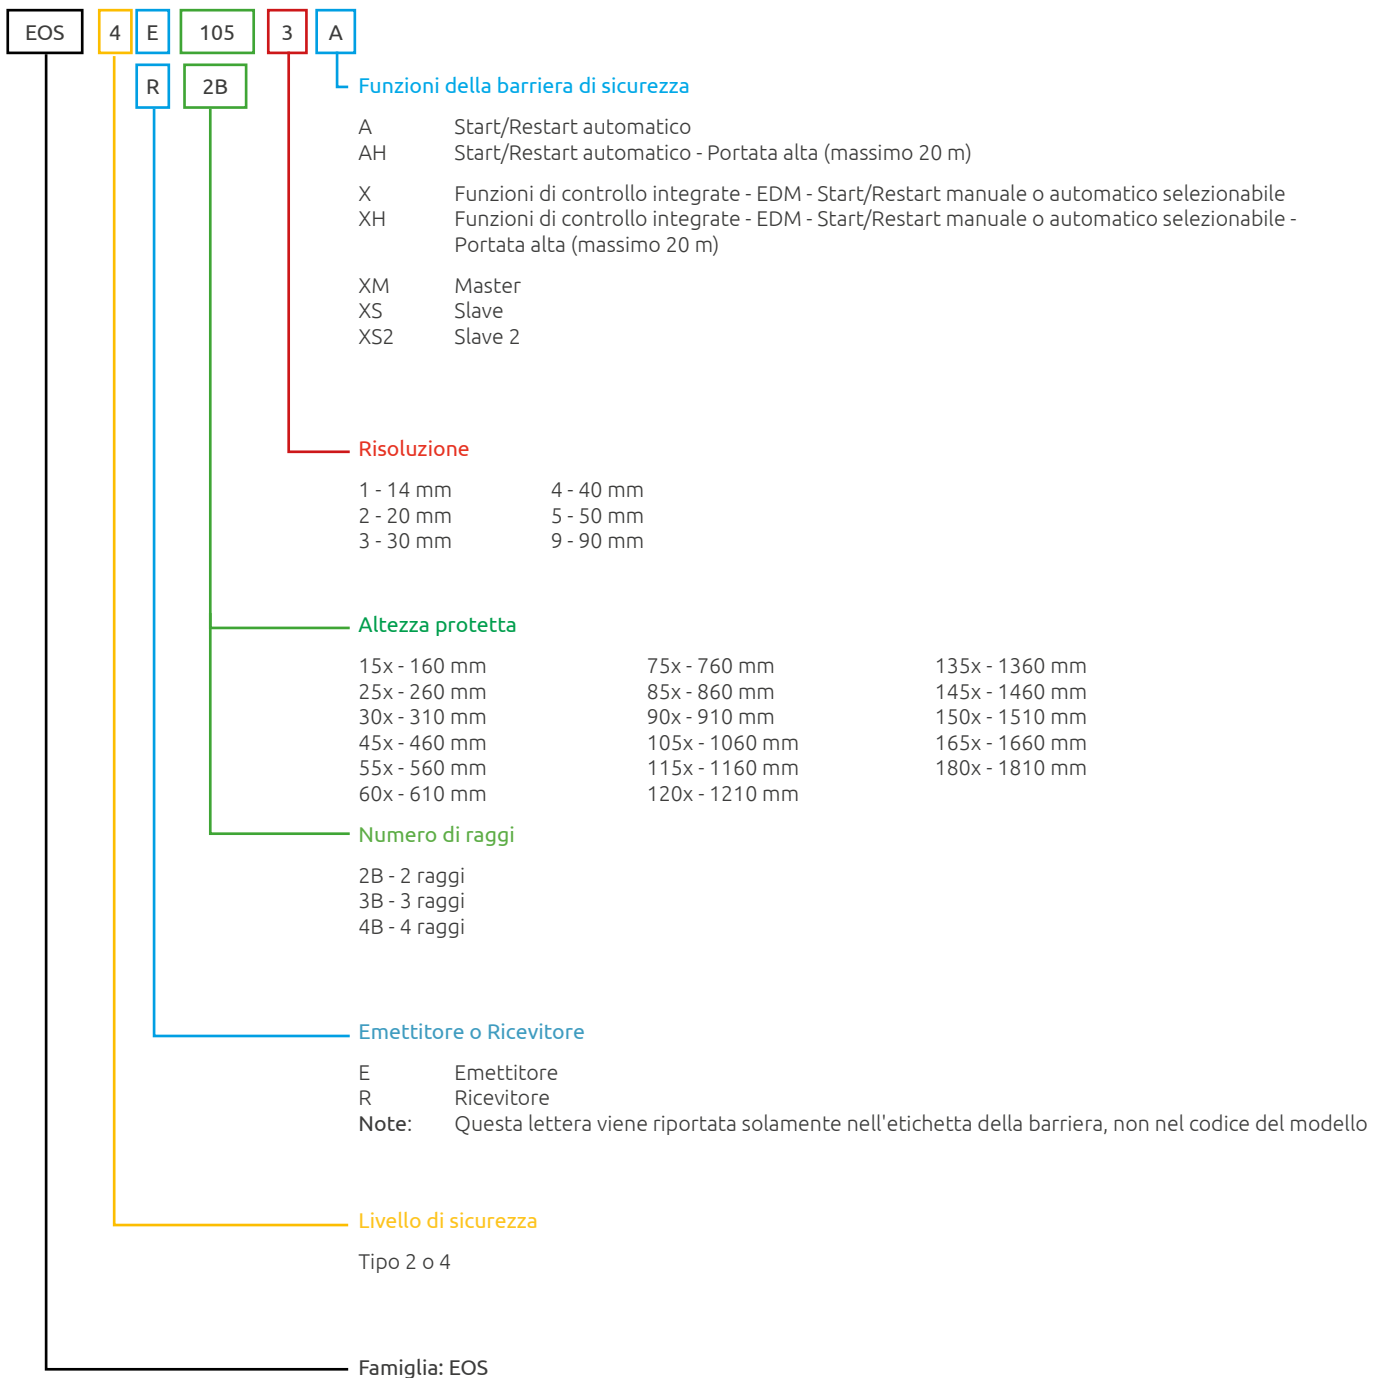 EOS 4 E 105 3 A
R 2B
Funzioni della barriera di sicurezza
A Start/Restart automatico
AH Start/Restart automatico - Portata alta (massimo 20 m)
X Funzioni di controllo integrate - EDM - Start/Restart manuale o automatico selezionabile
XH Funzioni di controllo integrate - EDM - Start/Restart manuale o automatico selezionabile -
Portata alta (massimo 20 m)
XM Master
XS Slave
XS2 Slave 2
Risoluzione
1 - 14 mm 4 - 40 mm
2 - 20 mm 5 - 50 mm
3 - 30 mm 9 - 90 mm
Altezza protetta
15x - 160 mm 75x - 760 mm 135x - 1360 mm
25x - 260 mm 85x - 860 mm 145x - 1460 mm
30x - 310 mm 90x - 910 mm 150x - 1510 mm
45x - 460 mm 105x - 1060 mm 165x - 1660 mm
55x - 560 mm 115x - 1160 mm 180x - 1810 mm
60x - 610 mm 120x - 1210 mm
Numero di raggi
2B - 2 raggi
3B - 3 raggi
4B - 4 raggi
Emettitore o Ricevitore
E Emettitore
R Ricevitore
Note: Questa lettera viene riportata solamente nell'etichetta della barriera, non nel codice del modello
Livello di sicurezza
Tipo 2 o 4
Famiglia: EOS